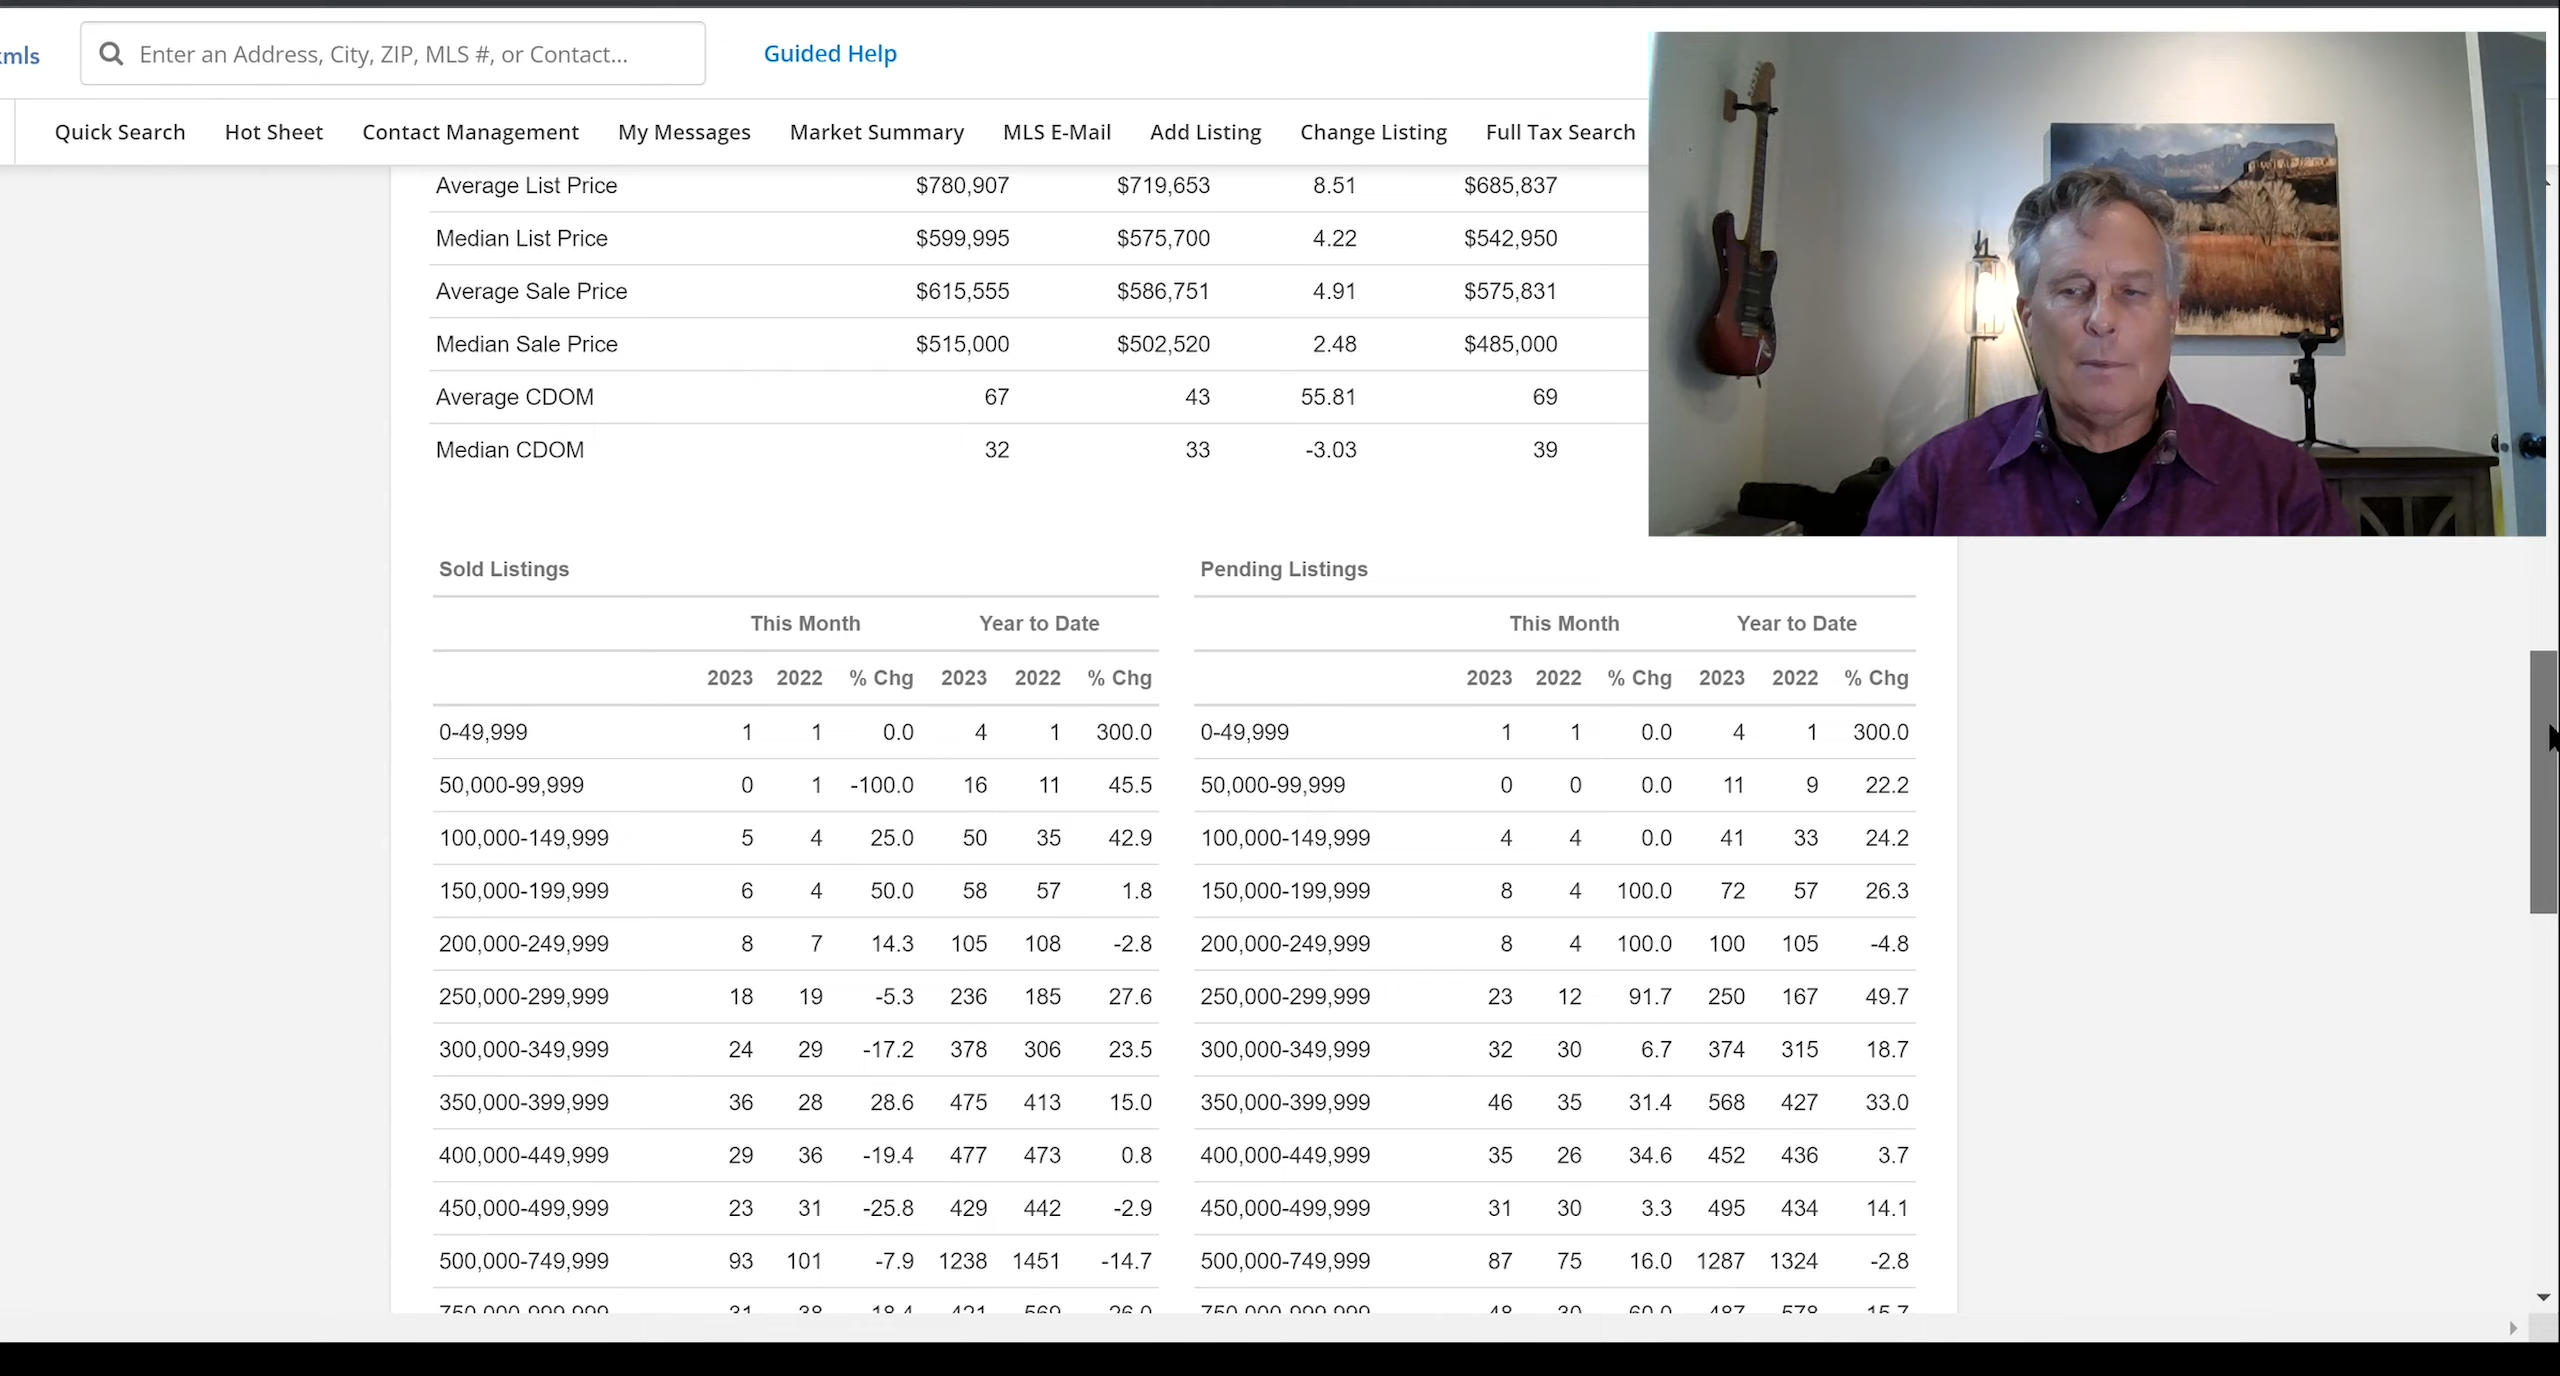 Enter an Address, City, ZIP, MLS #, or Contact...
Guided Help
Quick Search Hot Sheet Contact Management My Messages Market Summary MLS E-Mail Add Listing Change Listing Full Tax Search
Average List Price $780,907 $719,653 8.51 $685,837
Median List Price $599,995 $575,700 4.22 $542,950
Average Sale Price $615,555 $586,751 4.91 $575,831
Median Sale Price $515,000 $502,520 2.48 $485,000
Average CDOM 67 43 55.81 69
Median CDOM 32 33 -3.03 39
Sold Listings
This Month Year to Date
2023 2022 % Chg 2023 2022 % Chg
0-49,999 1 1 0.0 4 1 300.0
50,000-99,999 0 1 -100.0 16 11 45.5
100,000-149,999 5 4 25.0 50 35 42.9
150,000-199,999 6 4 50.0 58 57 1.8
200,000-249,999 8 7 14.3 105 108 -2.8
250,000-299,999 18 19 -5.3 236 185 27.6
300,000-349,999 24 29 -17.2 378 306 23.5
350,000-399,999 36 28 28.6 475 413 15.0
400,000-449,999 29 36 -19.4 477 473 0.8
450,000-499,999 23 31 -25.8 429 442 -2.9
500,000-749,999 93 101 -7.9 1238 1451 -14.7
Pending Listings
This Month Year to Date
2023 2022 % Chg 2023 2022 % Chg
0-49,999 1 1 0.0 4 1 300.0
50,000-99,999 0 0 0.0 11 9 22.2
100,000-149,999 4 4 0.0 41 33 24.2
150,000-199,999 8 4 100.0 72 57 26.3
200,000-249,999 8 4 100.0 100 105 -4.8
250,000-299,999 23 12 91.7 250 167 49.7
300,000-349,999 32 30 6.7 374 315 18.7
350,000-399,999 46 35 31.4 568 427 33.0
400,000-449,999 35 26 34.6 452 436 3.7
450,000-499,999 31 30 3.3 495 434 14.1
500,000-749,999 87 75 16.0 1287 1324 -2.8